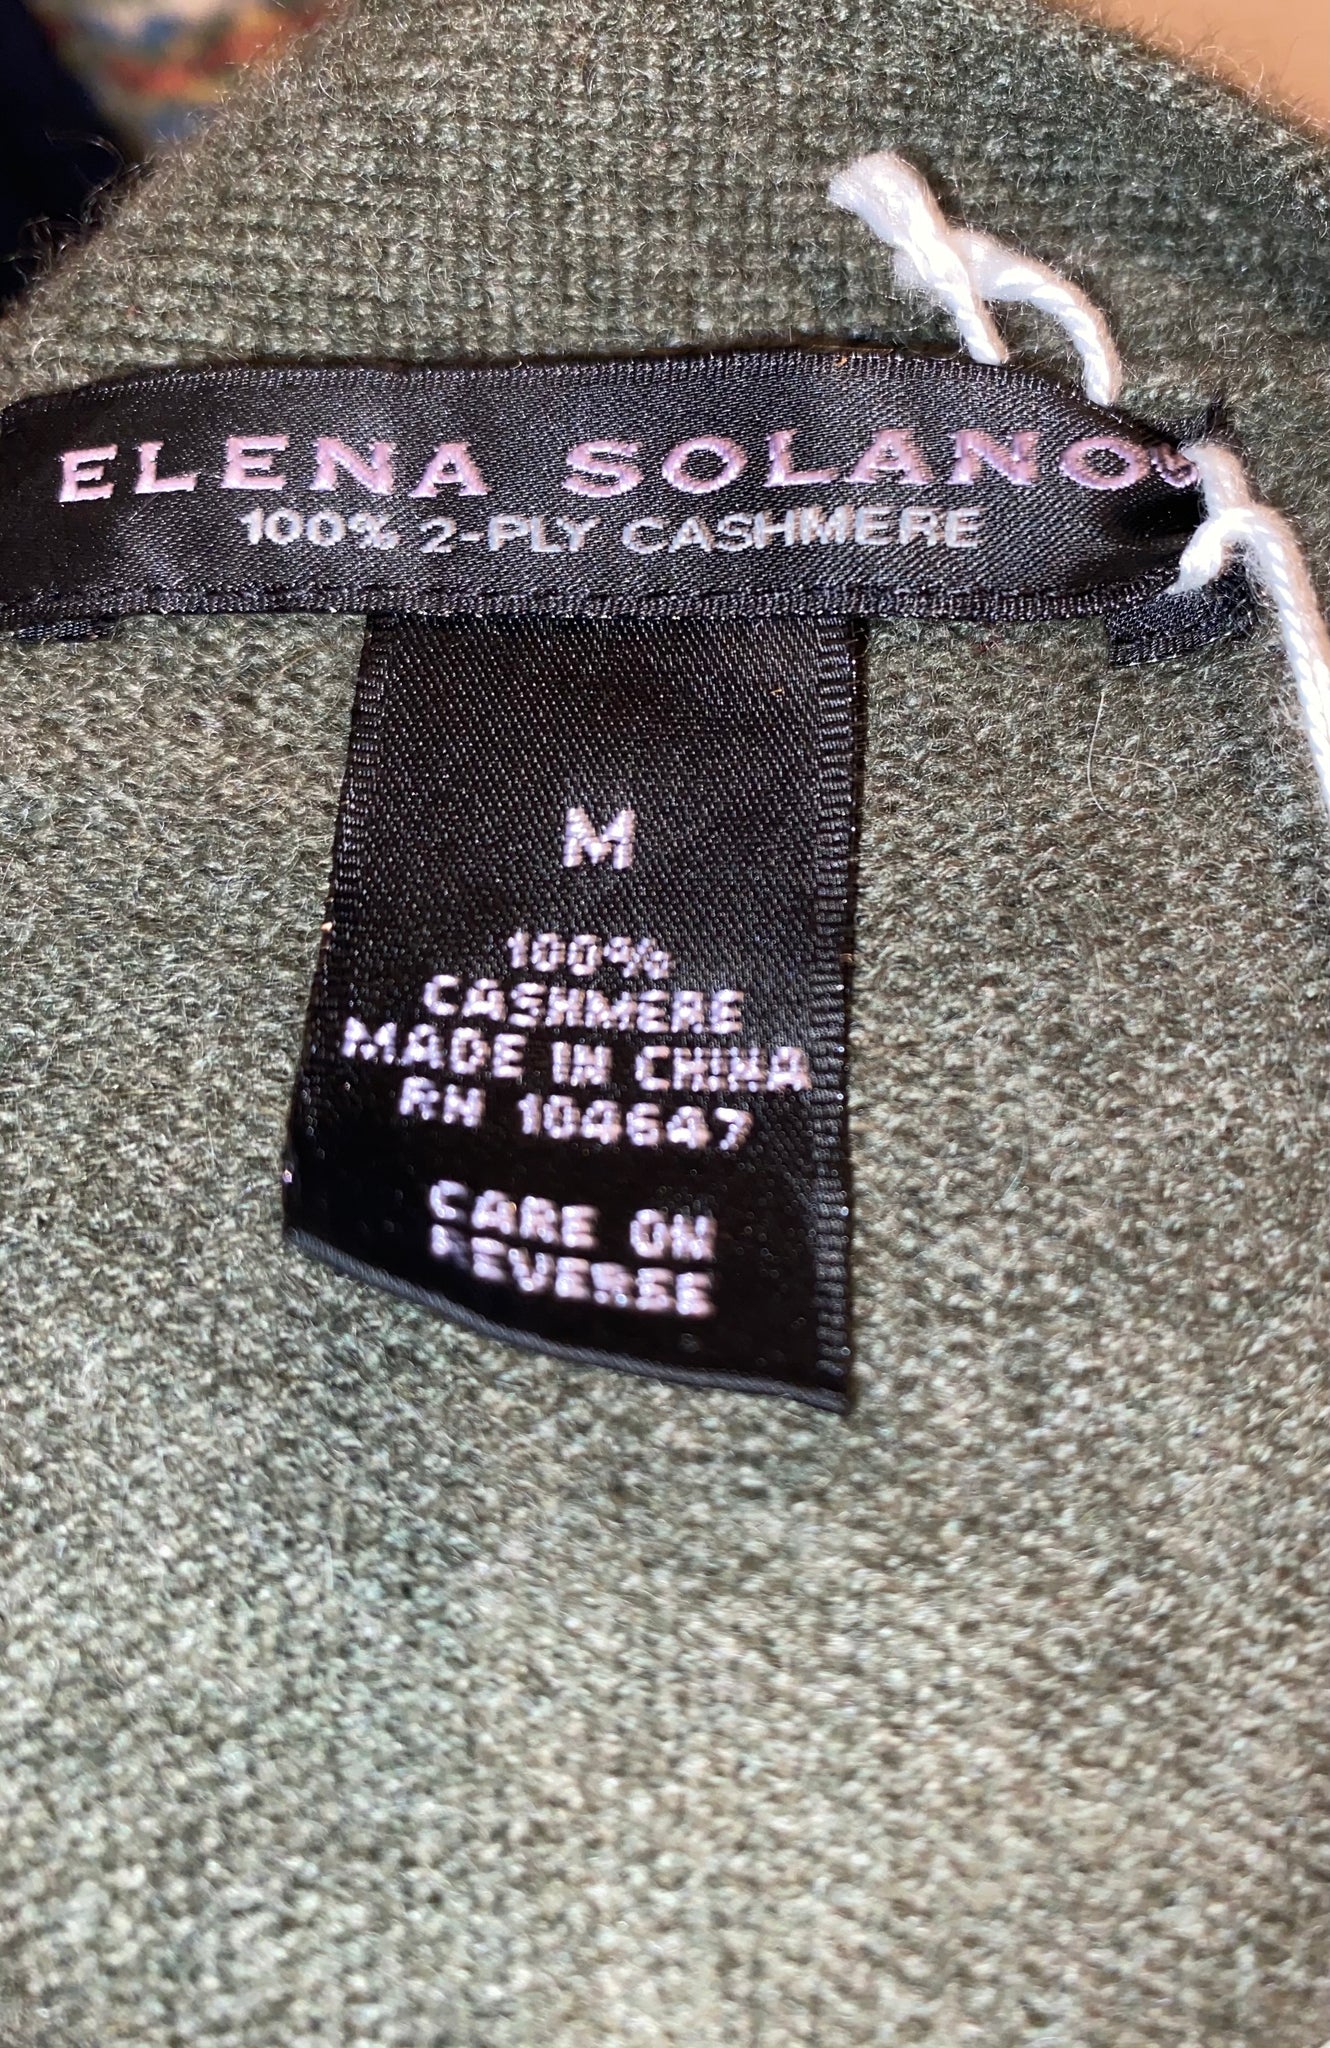 ELENA SOLANO
100% 2-PLY CASHMERE
M
100%
CASHMERE
MADE IN CHINA
RN 104647
CARE ON
REVERSE